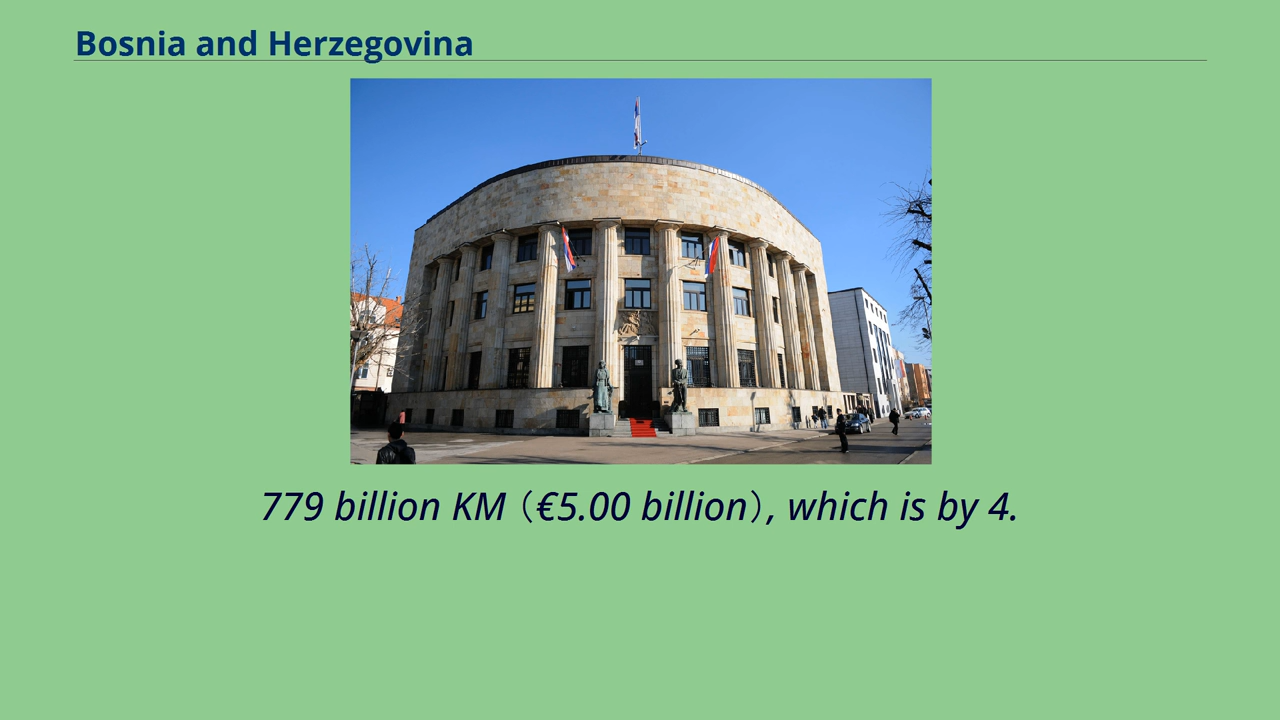 Bosnia and Herzegovina
779 billion KM（€5.00 billion）, which is by 4.